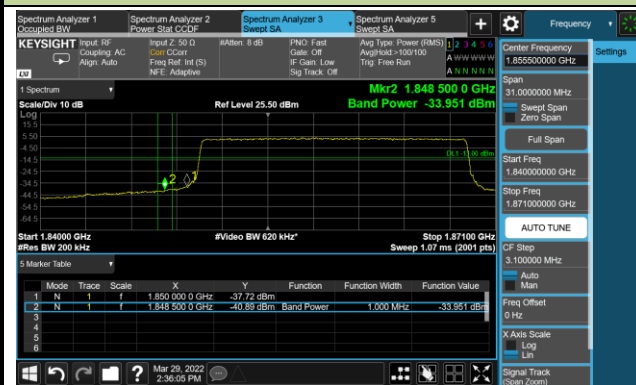 Spectrum Analyzer 1
Occupied BW
Spectrum Analyzer 2
Power Stat CCDF
Spectrum Analyzer 3
Swept SA
Spectrum Analyzer 5
Swept SA
+
Frequency
KEYSIGHT
Input: RF
Coupling: AC
Align: Auto
Input Z: 50 Ω
Corr CCorr
Freq Ref: Int (S)
NFE: Adaptive
#Atten: 8 dB
PNO: Fast
Gate: Off
IF Gain: Low
Sig Track: Off
Avg Type: Power (RMS)
Avg|Hold:>100/100
Trig: Free Run
1 2 3 4 5 6
A W W W W W
A N N N N N
LXI
1 Spectrum
Scale/Div 10 dB
Ref Level 25.50 dBm
Mkr2 1.848 500 0 GHz
Band Power -33.951 dBm
Log
15.5
5.50
-4.50
-14.5
-24.5
-34.5
-44.5
-54.5
-64.5
2
1
Start 1.84000 GHz
#Res BW 200 kHz
#Video BW 620 kHz*
Stop 1.87100 GHz
Sweep 1.07 ms (2001 pts)
5 Marker Table
Mode Trace Scale X Y Function Function Width Function Value
1 N 1 f 1.850 000 0 GHz -37.72 dBm
2 N 1 f 1.848 500 0 GHz -40.89 dBm Band Power 1.000 MHz -33.951 dBm
3
4
5
6
Mar 29, 2022
2:36:05 PM
?
Center Frequency
1.855500000 GHz
Settings
Span
31.0000000 MHz
Swept Span
Zero Span
Full Span
Start Freq
1.840000000 GHz
Stop Freq
1.871000000 GHz
AUTO TUNE
CF Step
3.100000 MHz
Auto
Man
Freq Offset
0 Hz
X Axis Scale
Log
Lin
Signal Track
(Span Zoom)